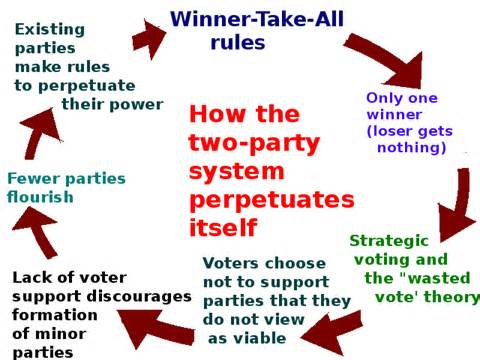 Winner-Take-All
rules
Only one
winner
(loser gets
nothing)
Strategic
voting and
the "wasted
vote' theory
Voters choose
not to support
parties that they
do not view
as viable
Lack of voter
support discourages
formation
of minor
parties
Fewer parties
flourish
Existing
parties
make rules
to perpetuate
their power
How the
two-party
system
perpetuates
itself